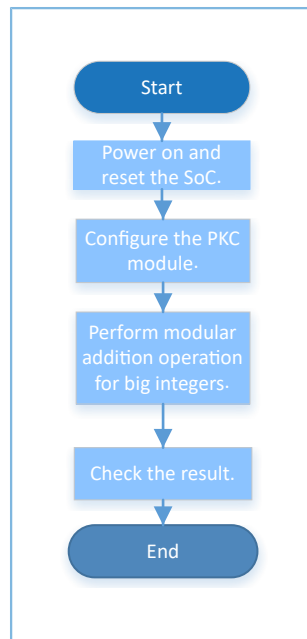 Start
Power on and
reset the SoC.
Configure the PKC
module.
Perform modular
addition operation
for big integers.
Check the result.
End